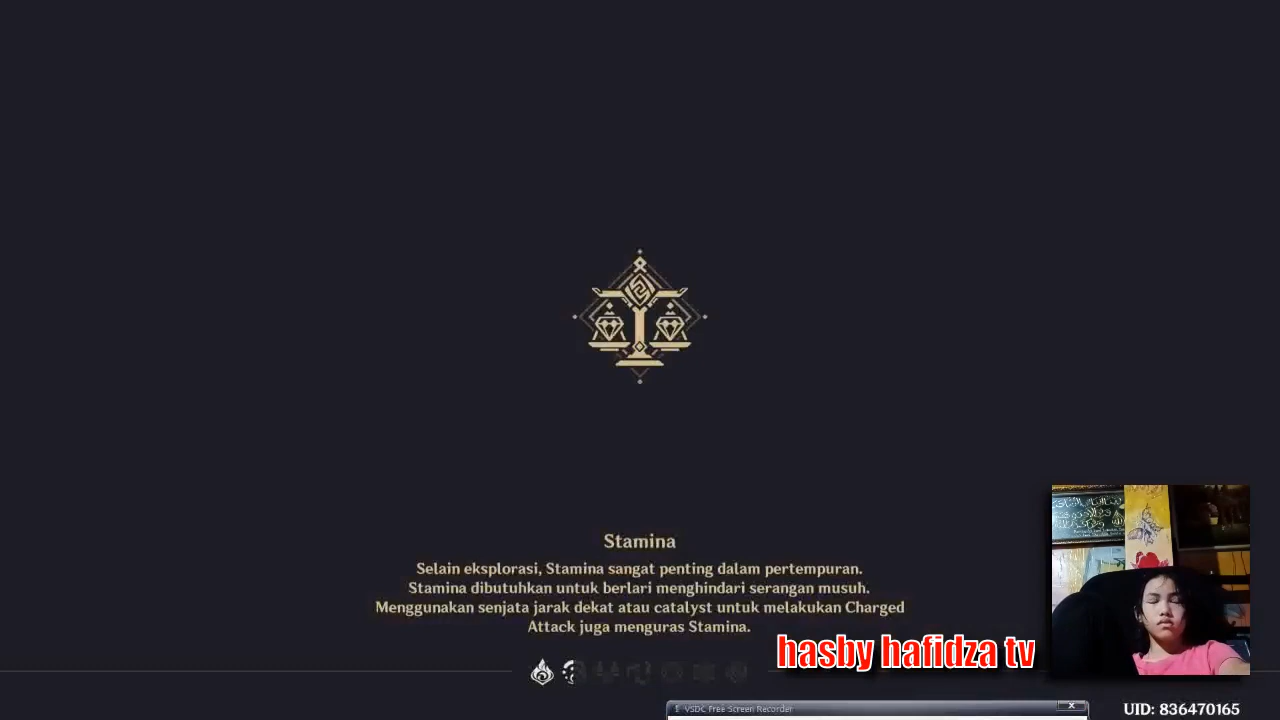 Stamina
Selain eksplorasi, Stamina sangat penting dalam pertempuran.
Stamina dibutuhkan untuk berlari menghindari serangan musuh.
Menggunakan senjata jarak dekat atau catalyst untuk melakukan Charged
Attack juga menguras Stamina.
hasby hafidza tv
VSDC Free Screen Recorder
UID: 836470165